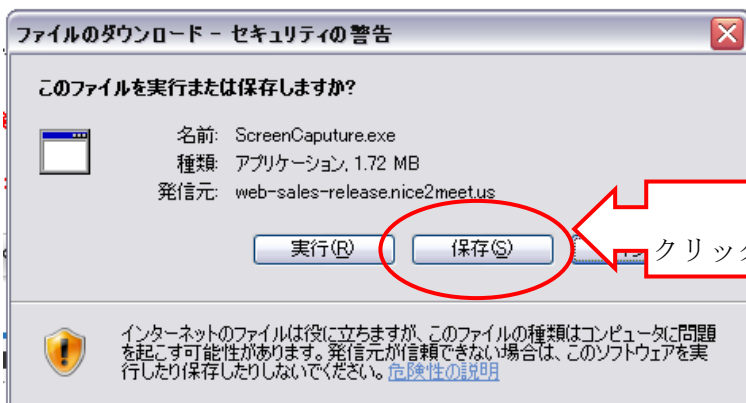 ファイルのダウンロード - セキュリティの警告
このファイルを実行または保存しますか?
名前: ScreenCaputure.exe
種類: アプリケーション, 1.72 MB
発信元: web-sales-release.nice2meet.us
実行(R) 保存(S)
クリック
インターネットのファイルは役に立ちますが、このファイルの種類はコンピュータに問題
を起こす可能性があります。発信元が信頼できない場合は、このソフトウェアを実
行したり保存したりしないでください。危険性の説明